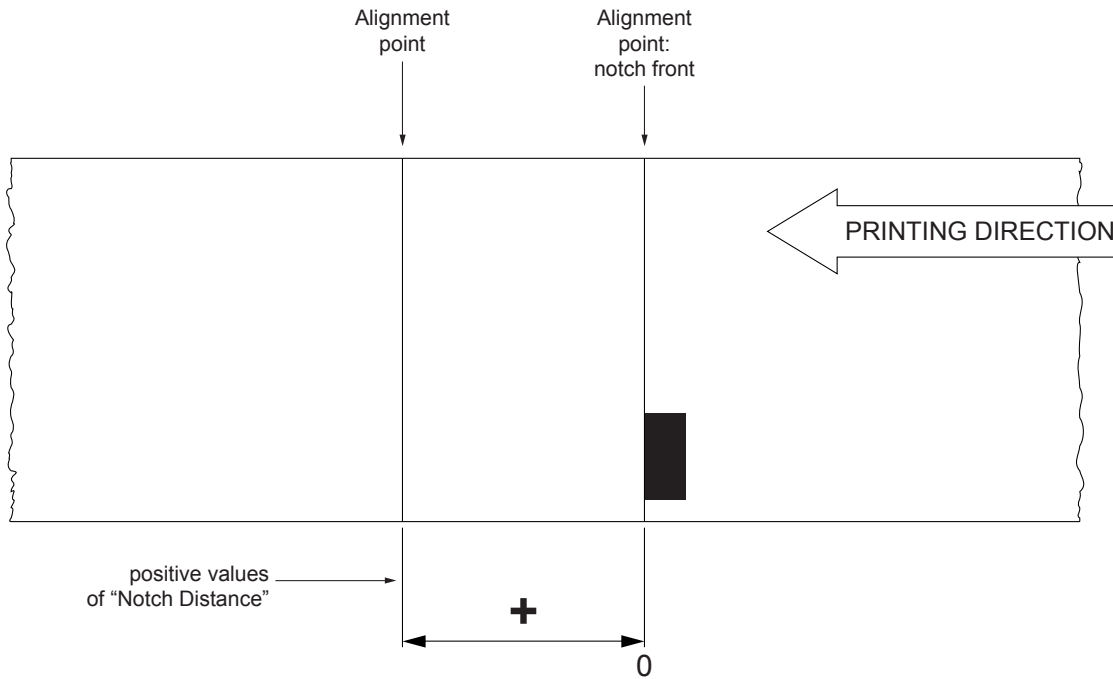 Alignment
point
Alignment
point:
notch front
PRINTING DIRECTION
positive values
of “Notch Distance”
+
0